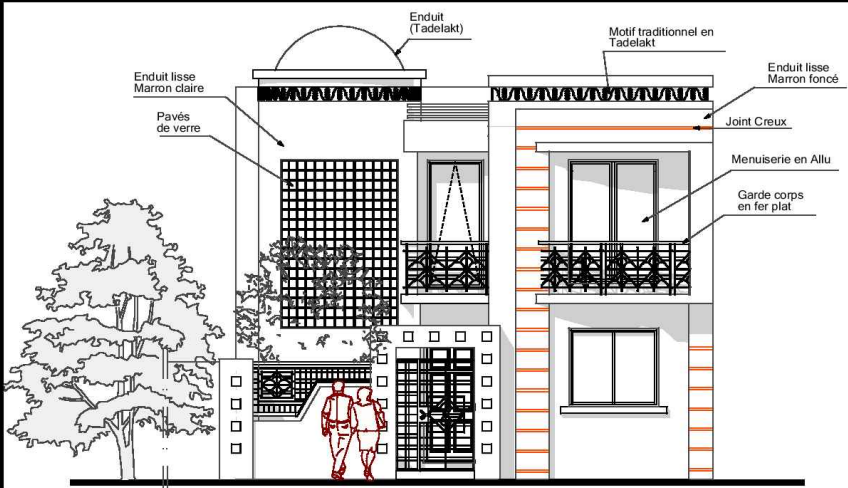 Enduit
(Tadelakt)
Motif traditionnel en
Tadelakt
Enduit lisse
Marron foncé
Enduit lisse
Marron claire
Pavés
de verre
Joint Creux
Menuiserie en Allu
Garde corps
en fer plat